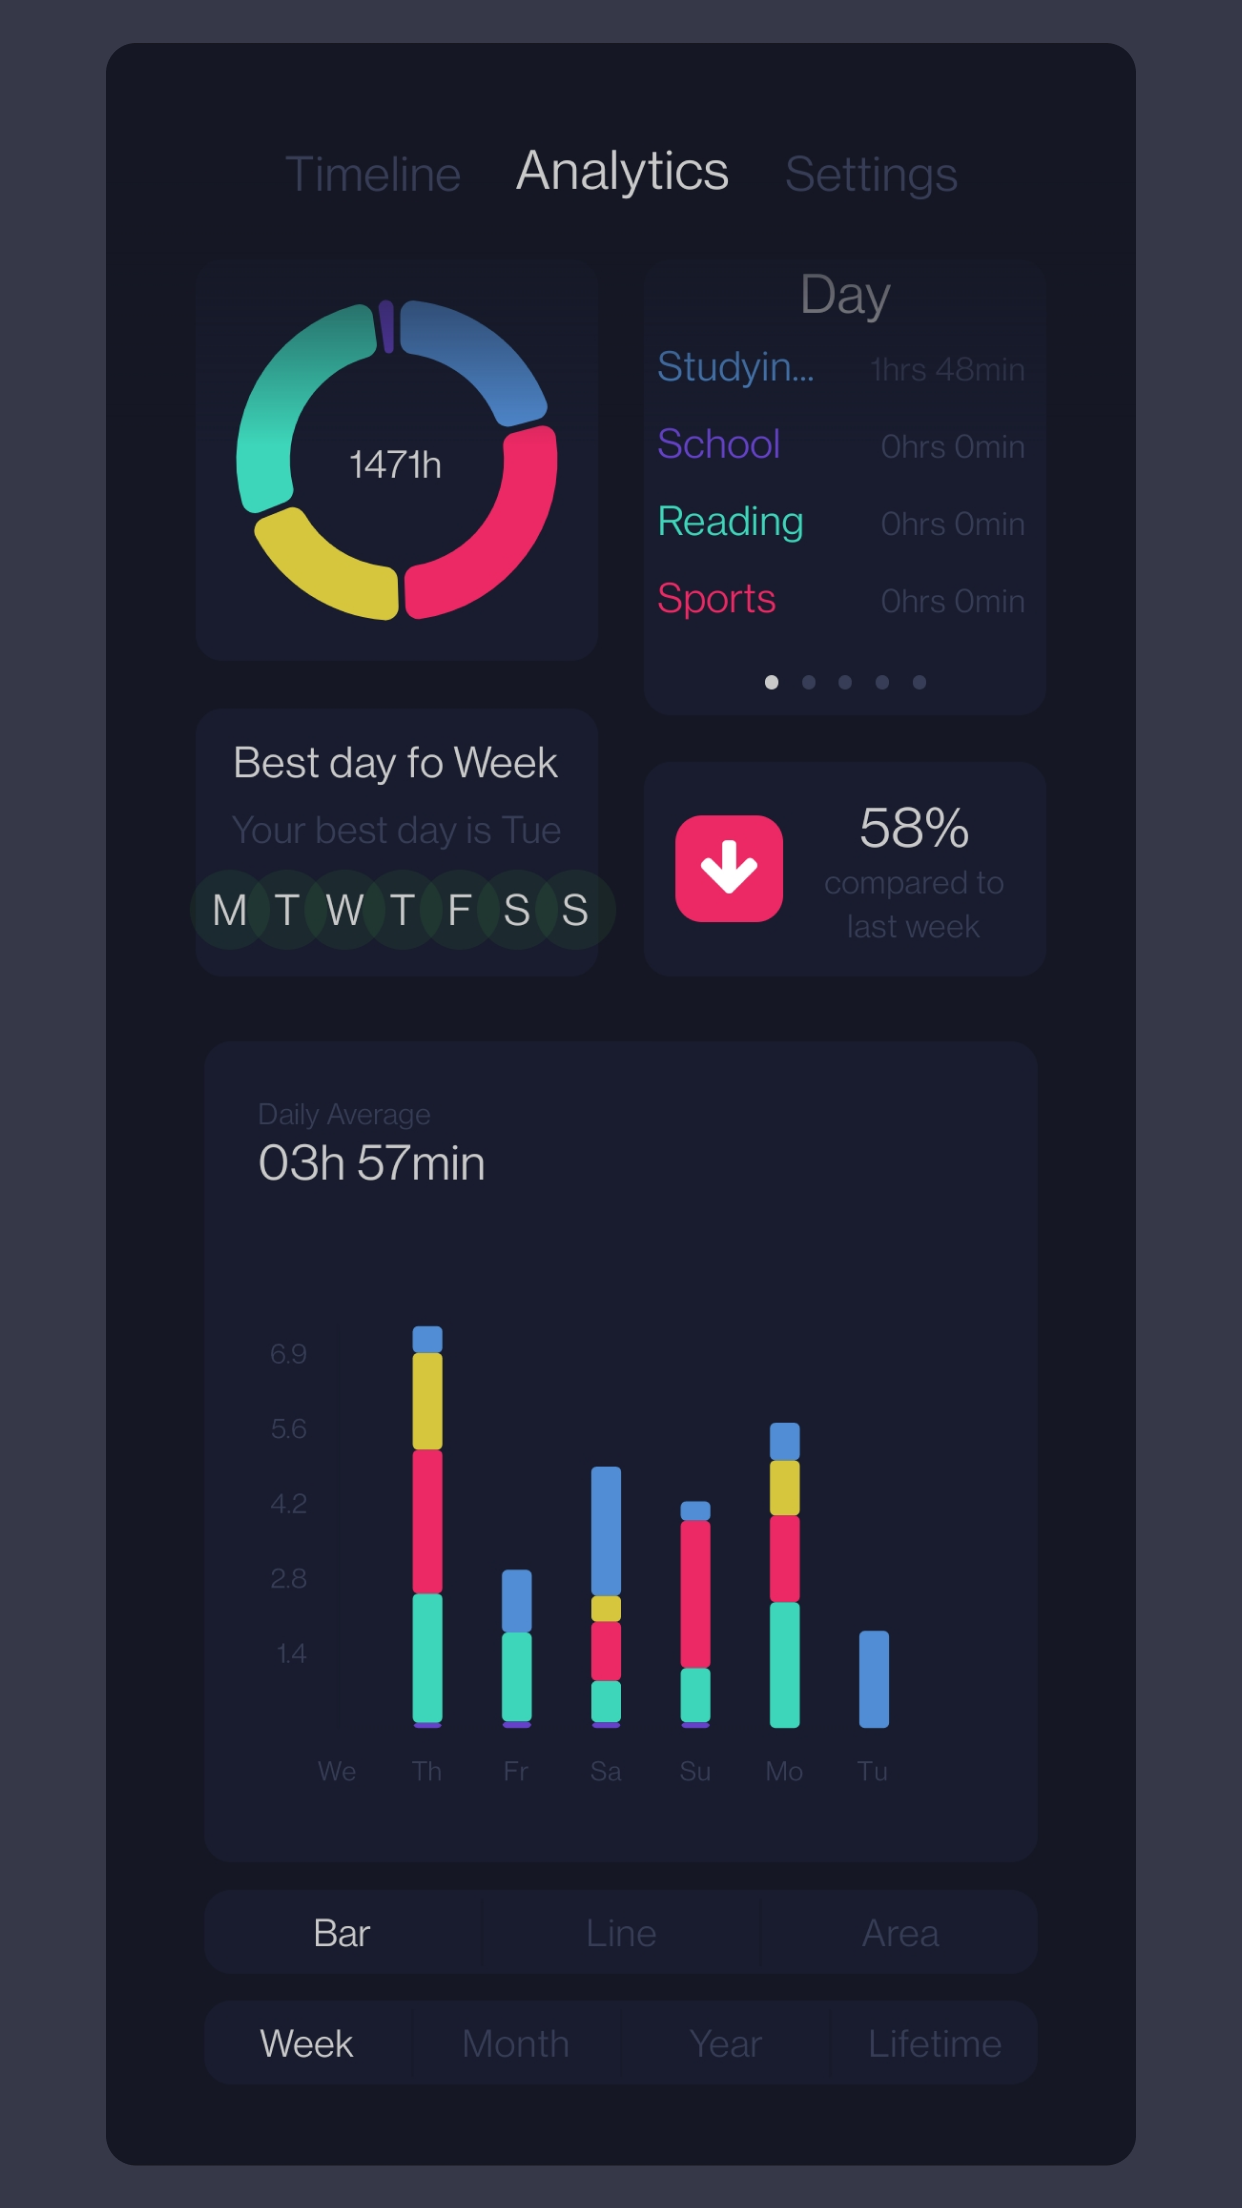 Timeline Analytics Settings
1471h
Day
Studyin... 1hrs 48min
School 0hrs 0min
Reading 0hrs 0min
Sports 0hrs 0min
Best day fo Week
Your best day is Tue
M T W T F S S
58%
compared to
last week
Daily Average
03h 57min
6.9
5.6
4.2
2.8
1.4
We Th Fr Sa Su Mo Tu
Bar Line Area
Week Month Year Lifetime